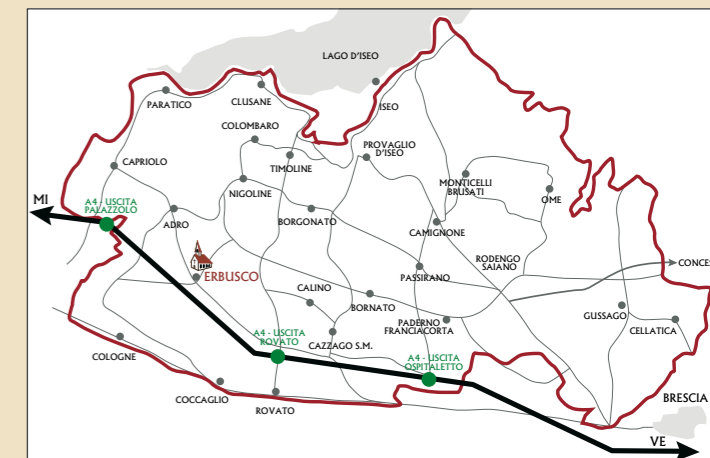 LAGO D'ISEO
PARATICO
CLUSANE
ISEO
COLOMBARO
PROVAGLIO
D'ISEO
CAPRIOLO
TIMOLINE
MONTICELLI
BRUSATI
NIGOLINE
OME
MI
A4 - USCITA
PALAZZOLO
ADRO
BORGONATO
CAMIGNONE
RODENGO
SAIANO
CONCES
ERBUSCO
PASSIRANO
CALINO
BORNATO
GUSSAGO
PADERNO
FRANCIACORTA
CELLATICA
A4 - USCITA
ROVATO
CAZZAGO S.M.
COLOGNE
A4 - USCITA
OSPITALETTO
COCCAGLIO
ROVATO
BRESCIA
VE